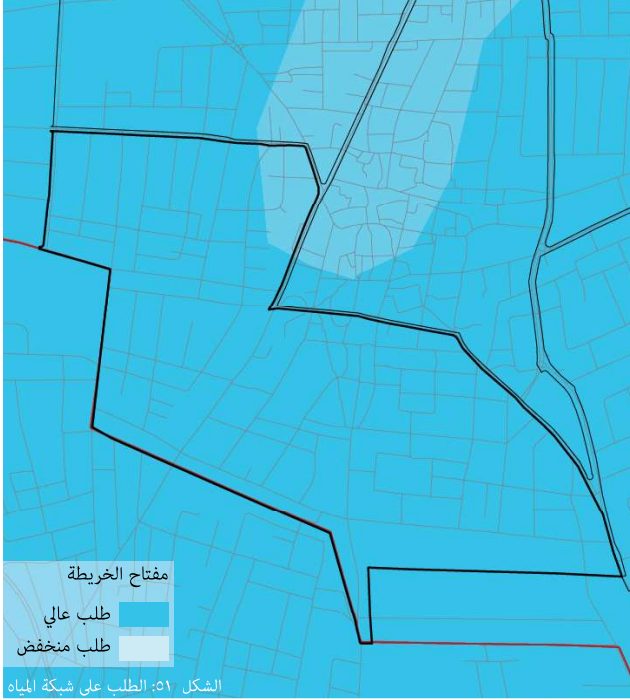 مفتاح الخريطة
طلب عالي
طلب منخفض
الشكل ٥١: الطلب على شبكة المياه